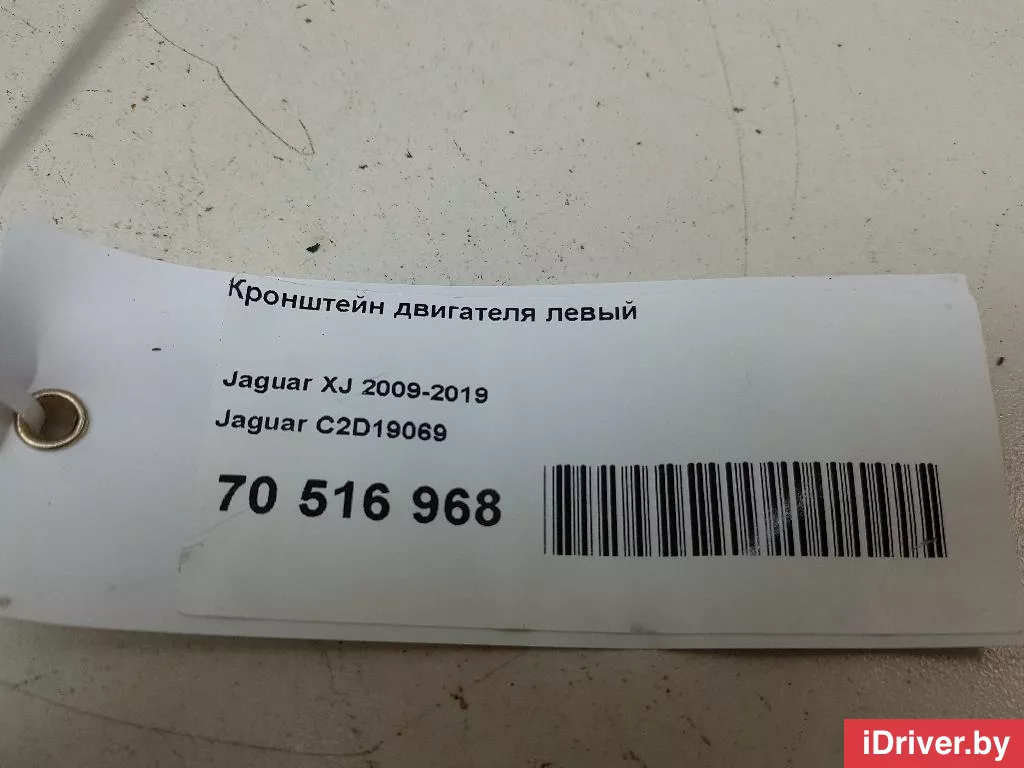 Кронштейн двигателя левый
Jaguar XJ 2009-2019
Jaguar C2D19069
70 516 968
iDriver.by